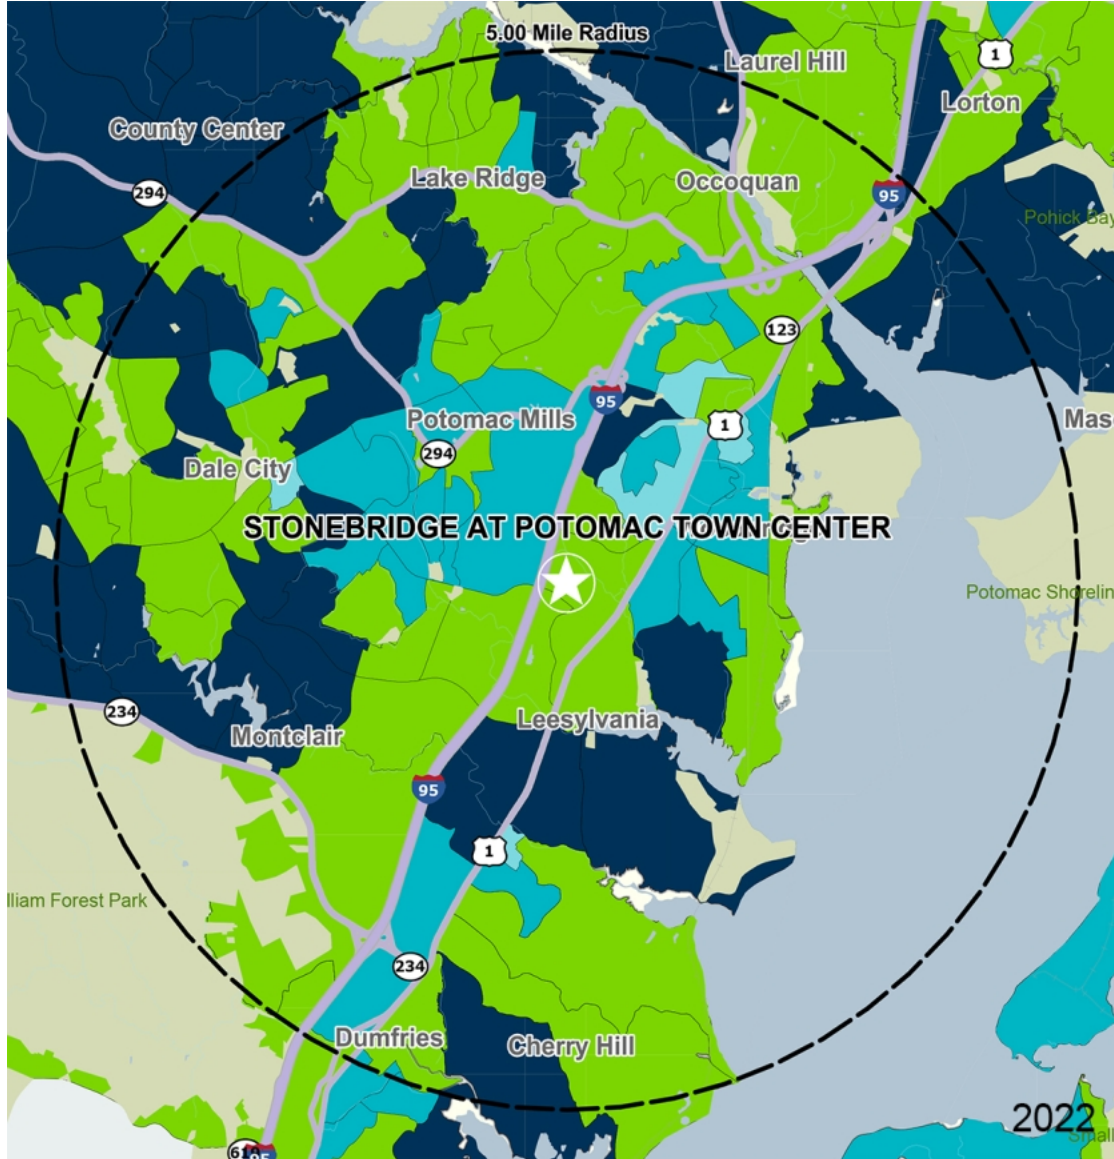 5.00 Mile Radius
Laurel Hill
1
Lorton
County Center
Lake Ridge
Occoquan
294
95
Pohick Bay
123
95
Potomac Mills
1
Mas
294
Dale City
STONEBRIDGE AT POTOMAC TOWN CENTER
Potomac Shorelin
234
Leesylvania
Montclair
95
1
lliam Forest Park
234
Dumfries
Cherry Hill
2022
Small
619
95